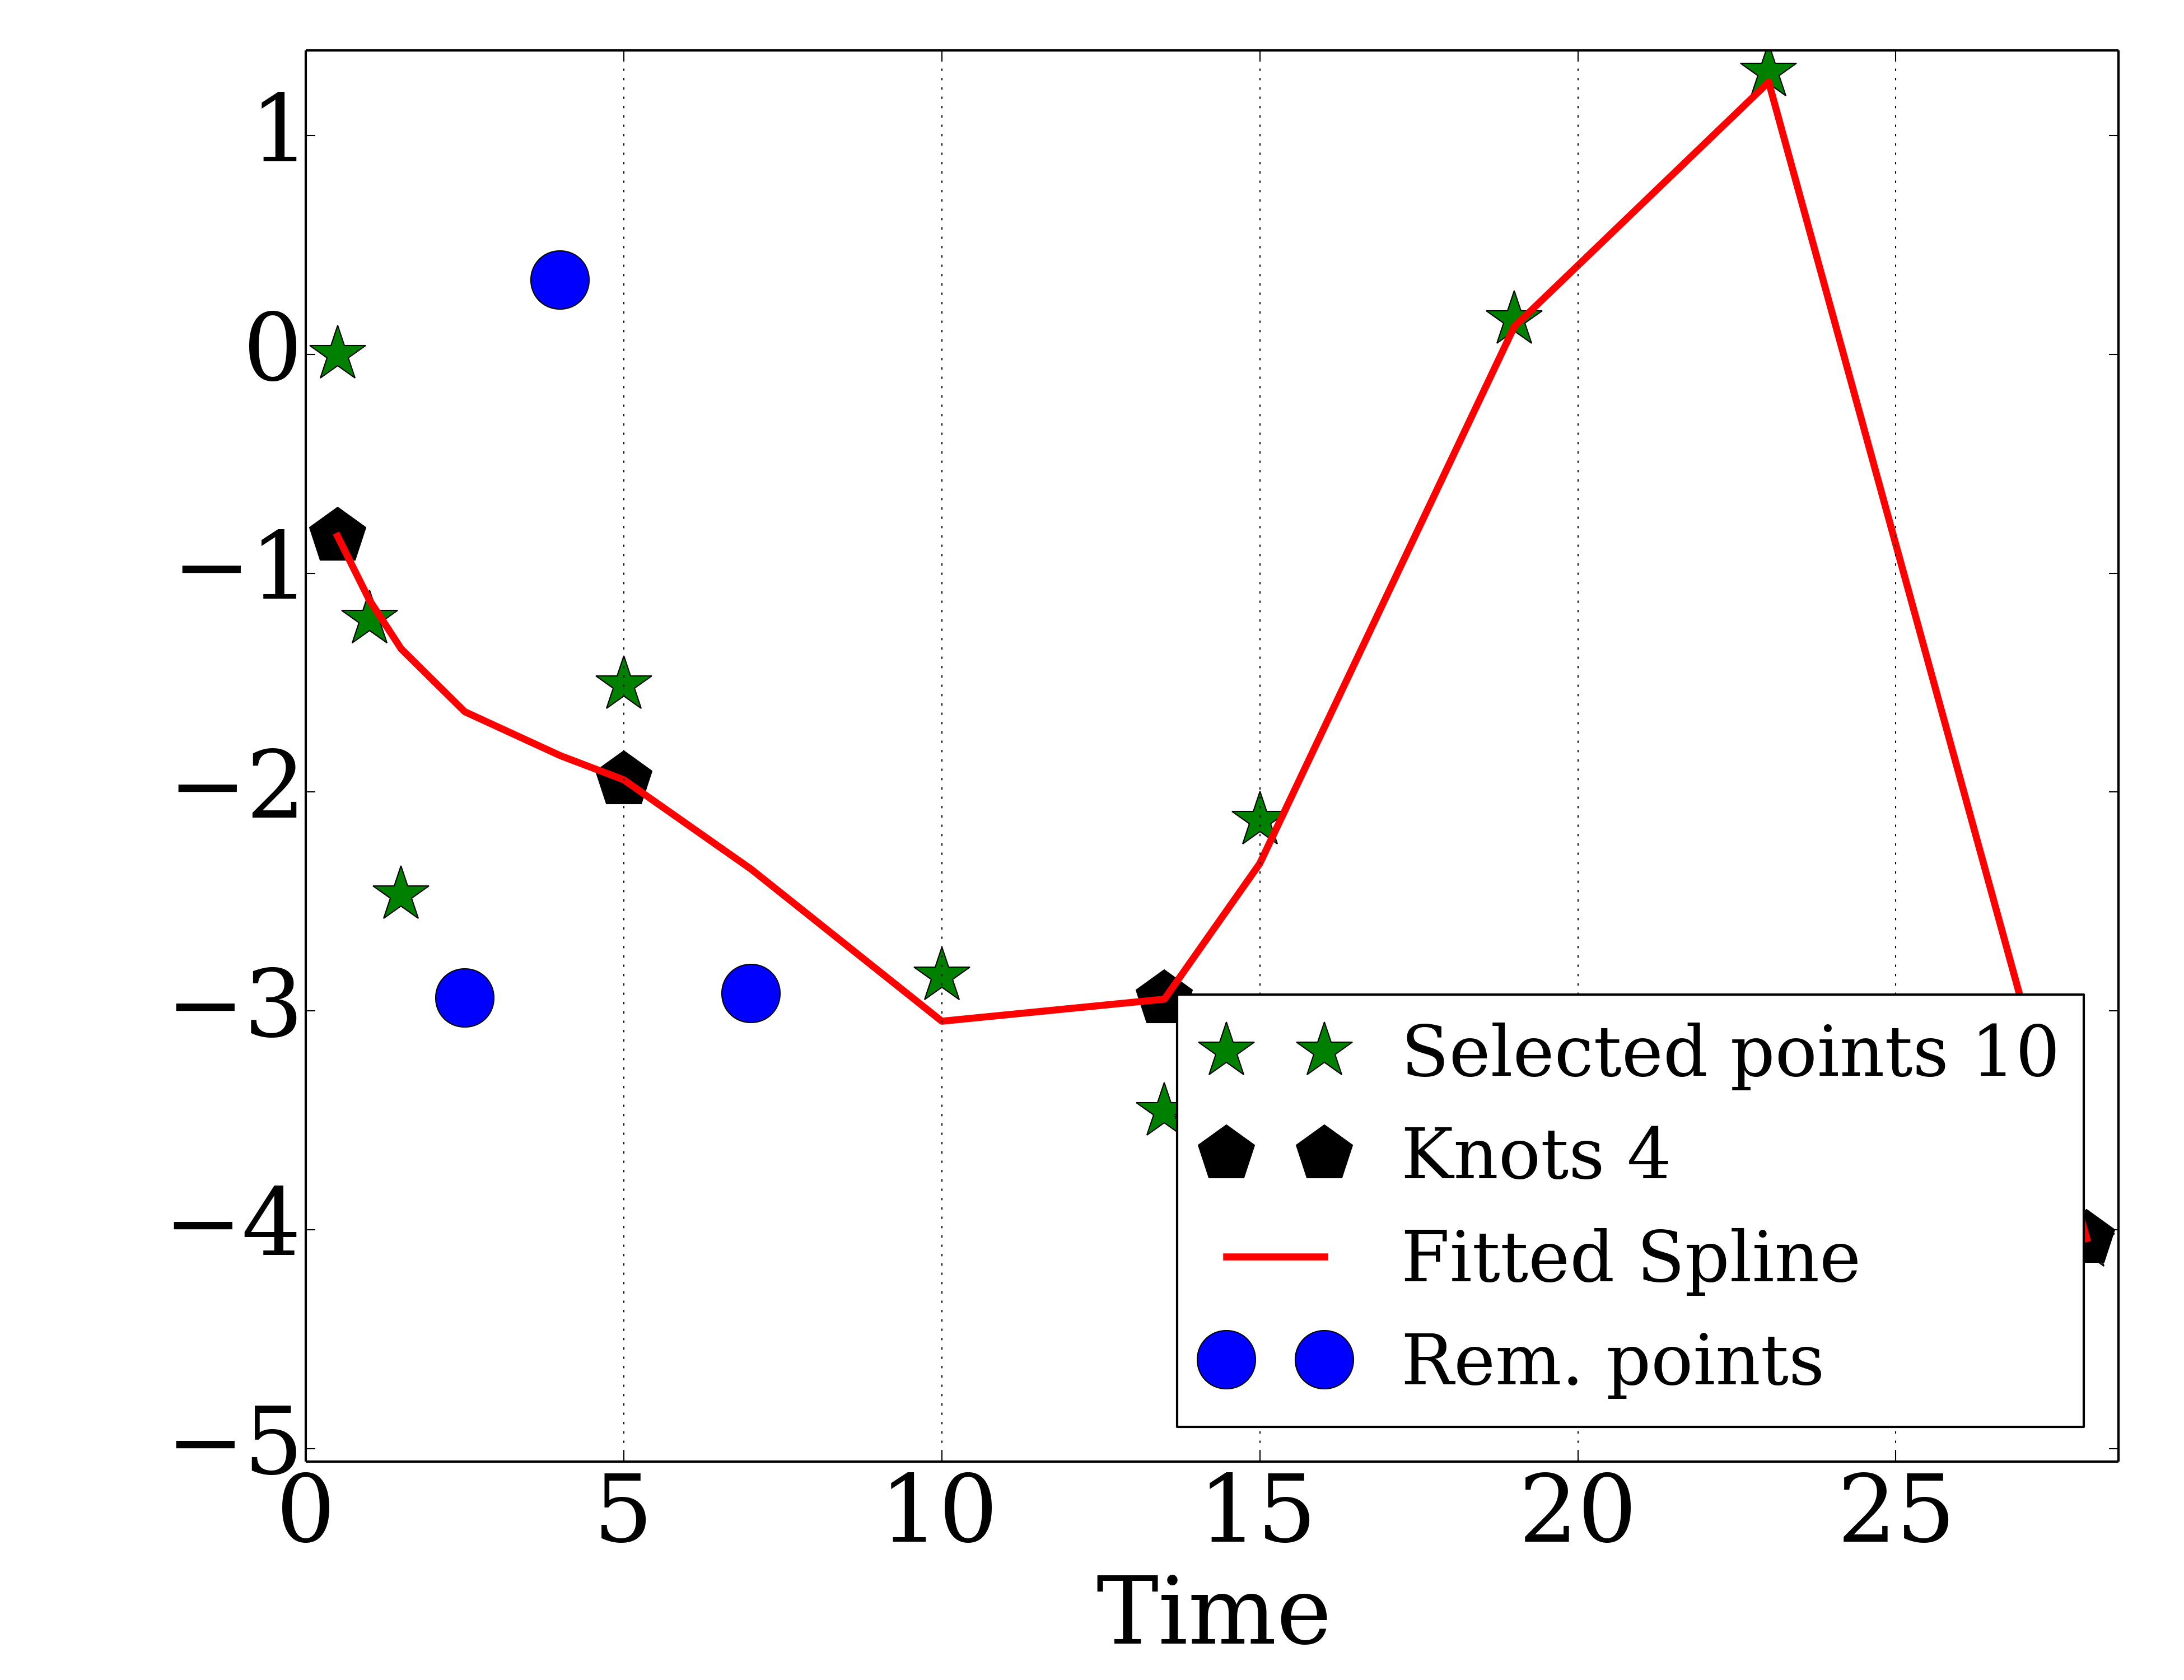 1
0
−1
−2
−3
−4
−5
0 5 10 15 20 25
Time
Selected points 10
Knots 4
Fitted Spline
Rem. points